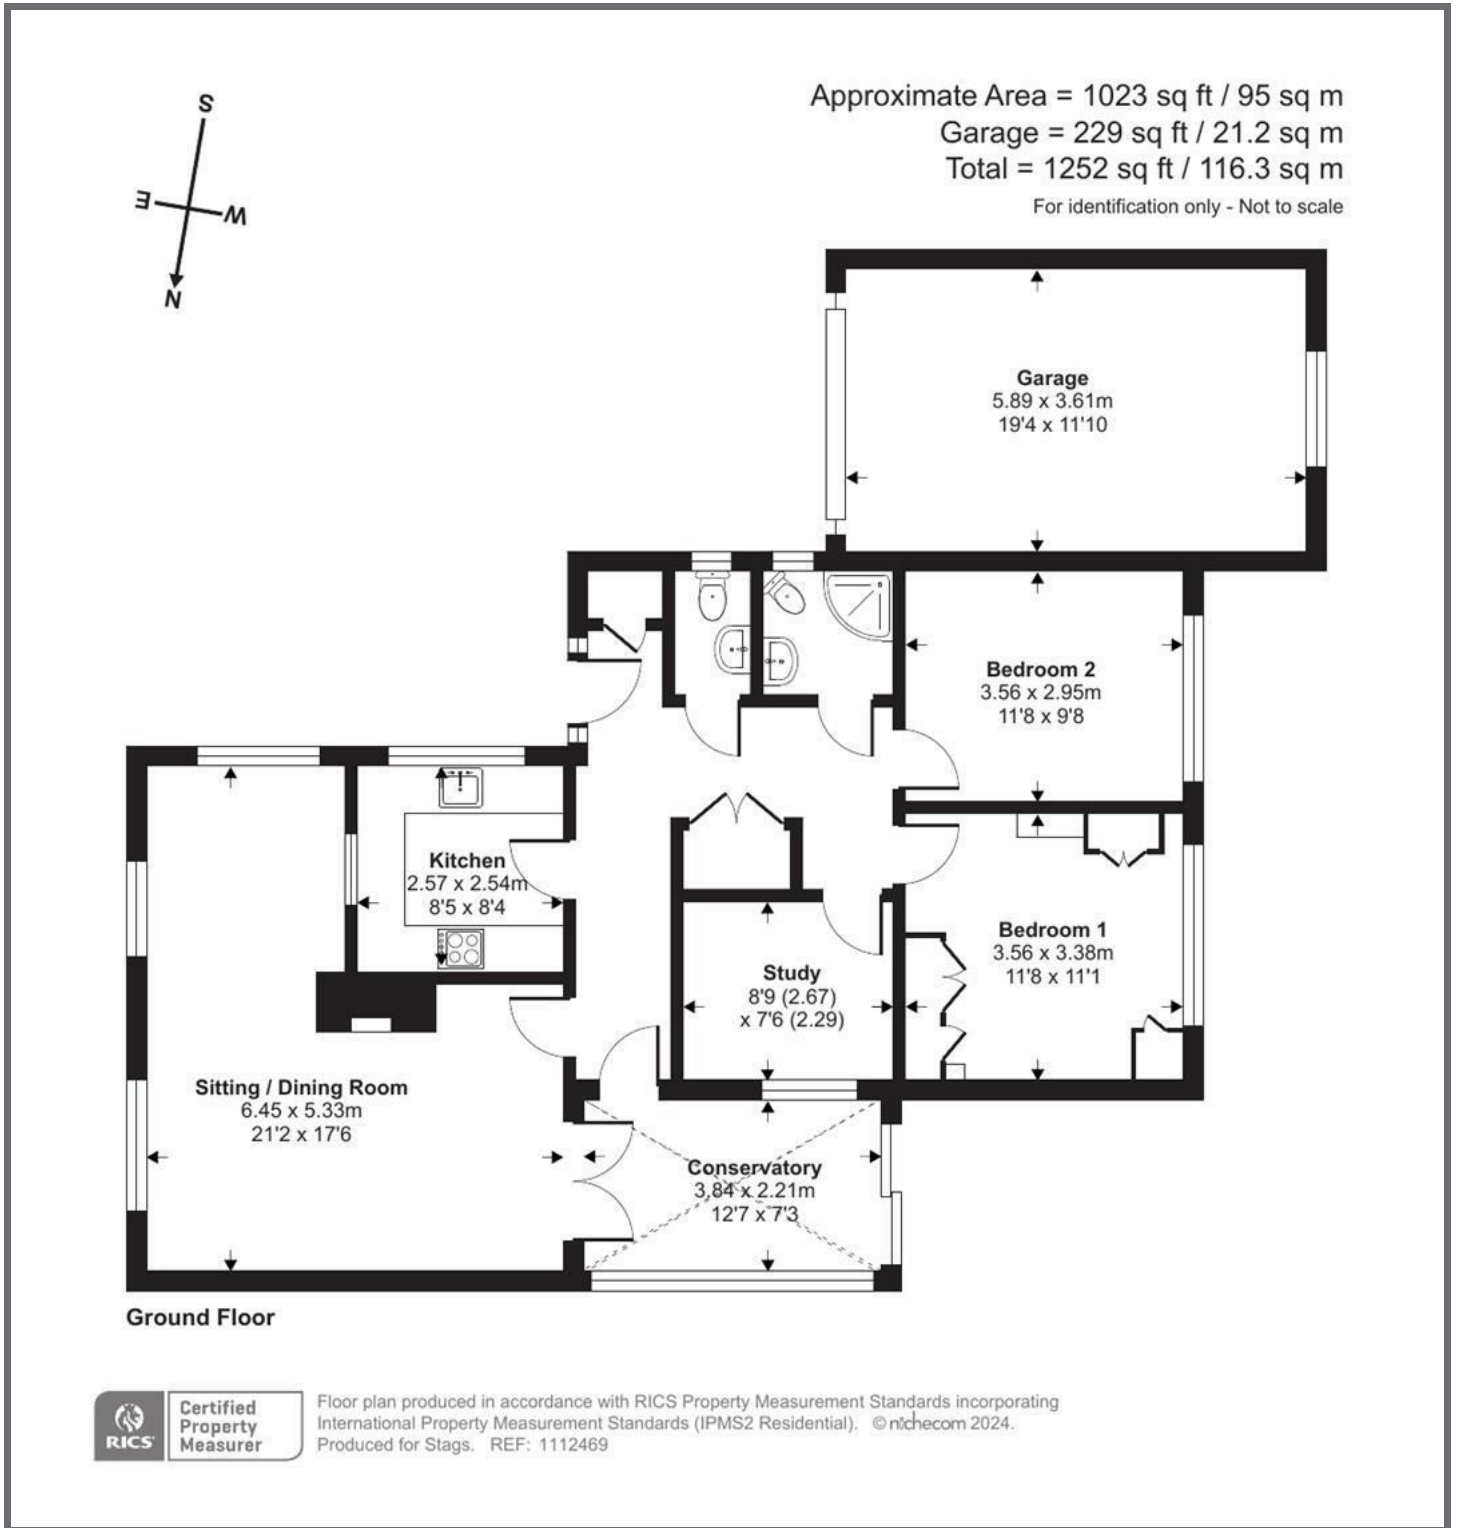 S
E
W
N
Approximate Area = 1023 sq ft / 95 sq m
Garage = 229 sq ft / 21.2 sq m
Total = 1252 sq ft / 116.3 sq m
For identification only - Not to scale
Garage
5.89 x 3.61m
19'4 x 11'10
Bedroom 2
3.56 x 2.95m
11'8 x 9'8
Kitchen
2.57 x 2.54m
8'5 x 8'4
Bedroom 1
3.56 x 3.38m
11'8 x 11'1
Study
8'9 (2.67)
x 7'6 (2.29)
Sitting / Dining Room
6.45 x 5.33m
21'2 x 17'6
Conservatory
3.84 x 2.21m
12'7 x 7'3
Ground Floor
RICS
Certified
Property
Measurer
Floor plan produced in accordance with RICS Property Measurement Standards incorporating
International Property Measurement Standards (IPMS2 Residential). © nichecom 2024.
Produced for Stags. REF: 1112469